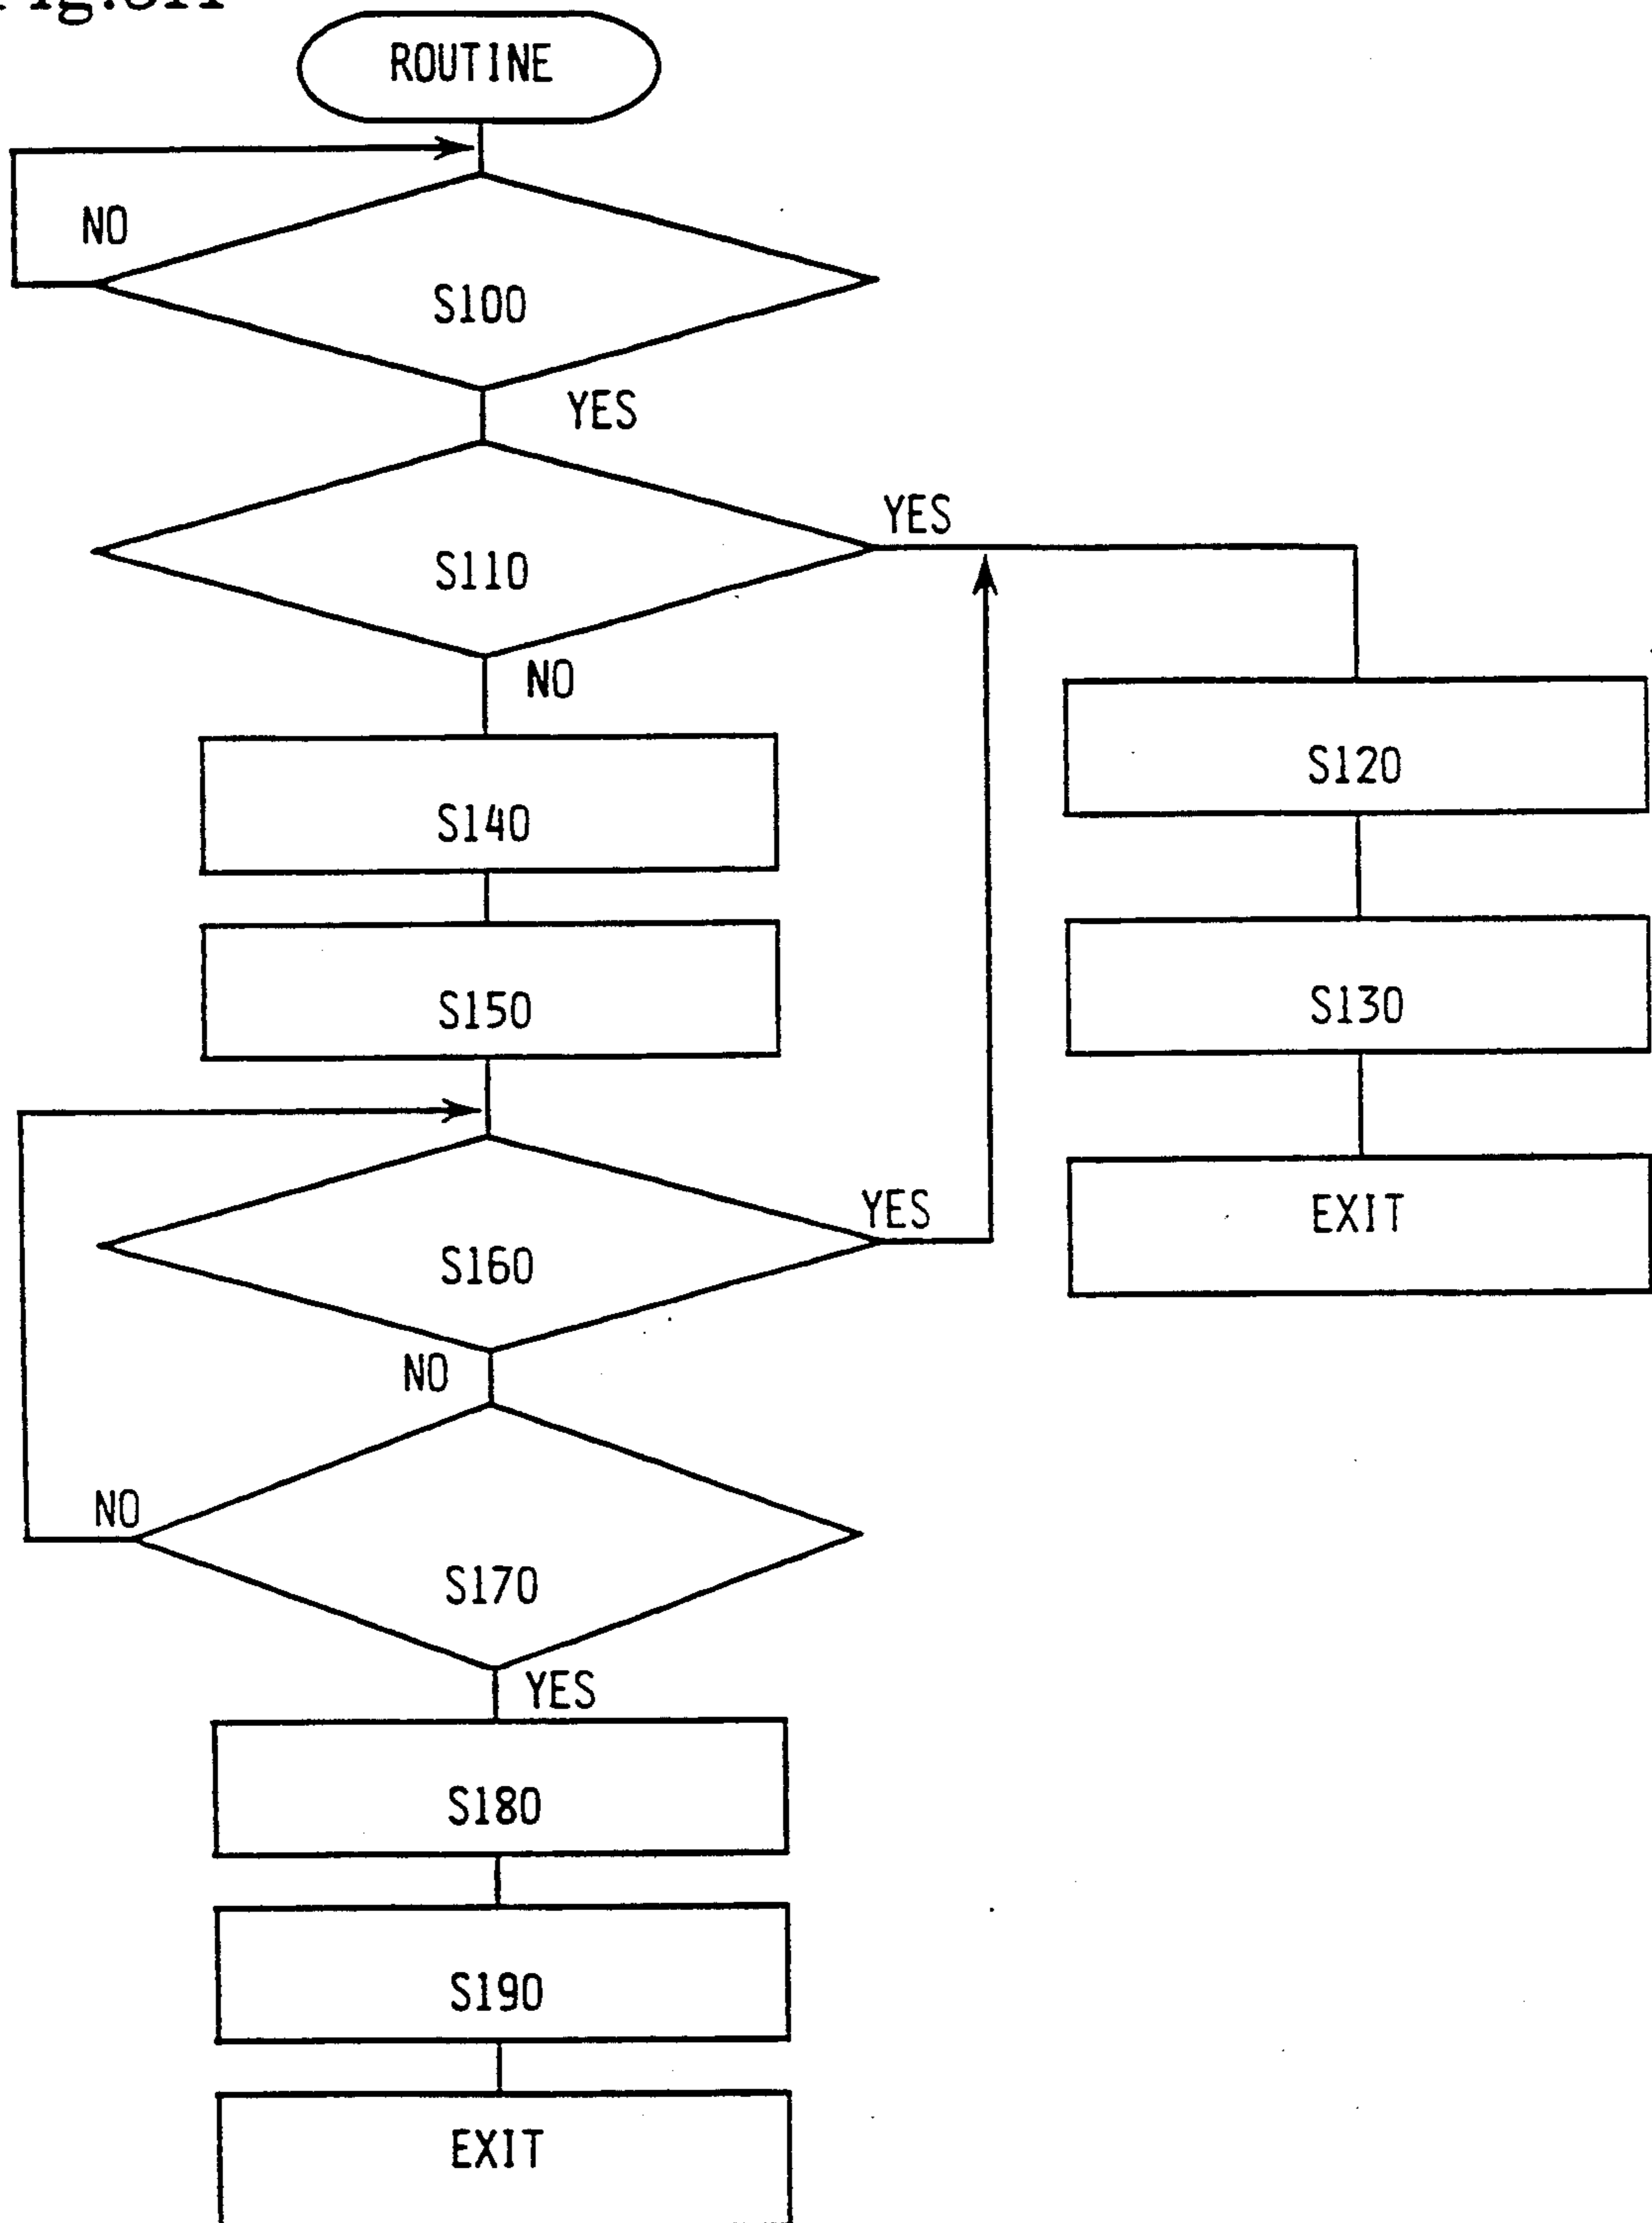 ROUTINE
NO
S100
YES
S110
YES
NO
S140
S120
S150
S130
S160
YES
EXIT
NO
NO
S170
YES
S180
S190
EXIT